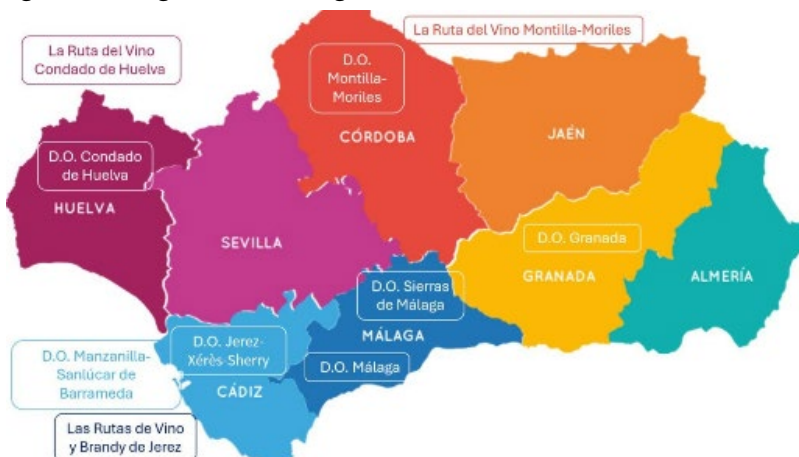 La Ruta del Vino
Condado de Huelva
La Ruta del Vino Montilla-Moriles
D.O.
Montilla-
Moriles
CÓRDOBA
JAÉN
D.O. Condado
de Huelva
HUELVA
SEVILLA
D.O. Granada
GRANADA
ALMERÍA
D.O. Sierras
de Málaga
MÁLAGA
D.O. Jerez-
Xérès-Sherry
D.O. Manzanilla-
Sanlúcar de
Barrameda
D.O. Málaga
CÁDIZ
Las Rutas de Vino
y Brandy de Jerez